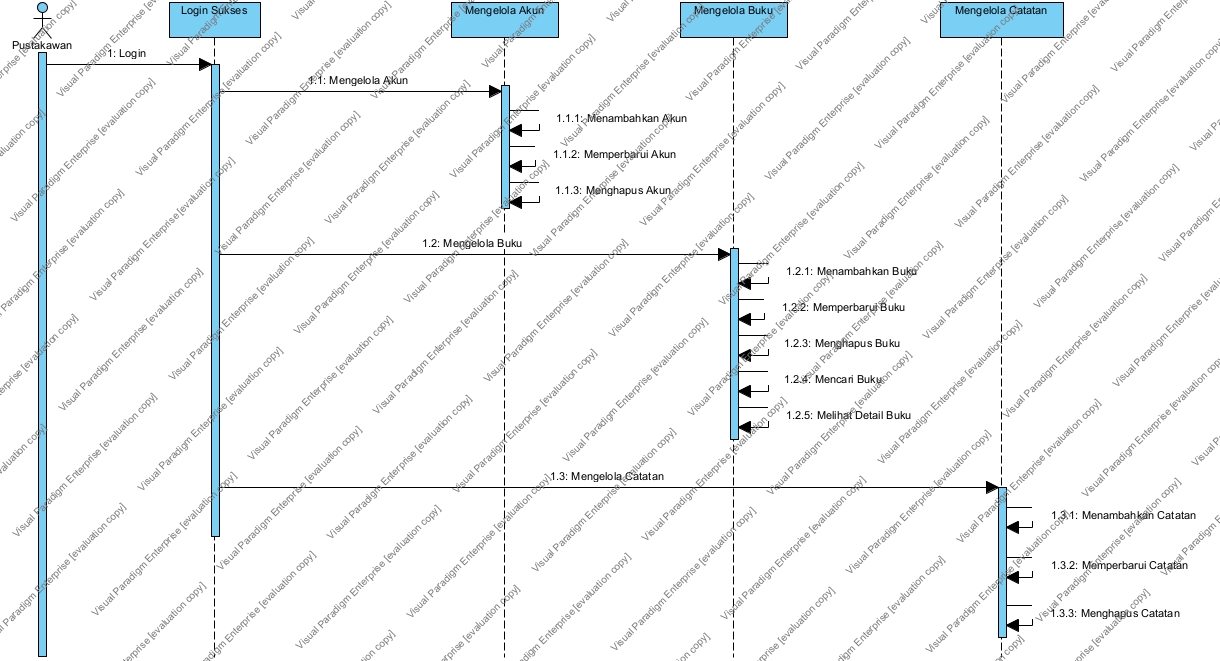 Login Sukses
Mengelola Akun
Mengelola Buku
Mengelola Catatan
Pustakawan
1: Login
1.1: Mengelola Akun
1.1.1: Menambahkan Akun
1.1.2: Memperbarui Akun
1.1.3: Menghapus Akun
1.2: Mengelola Buku
1.2.1: Menambahkan Buku
1.2.2: Memperbarui Buku
1.2.3: Menghapus Buku
1.2.4: Mencari Buku
1.2.5: Melihat Detail Buku
1.3: Mengelola Catatan
1.3.1: Menambahkan Catatan
1.3.2: Memperbarui Catatan
1.3.3: Menghapus Catatan
Visual Paradigm Enterprise [evaluation copy]